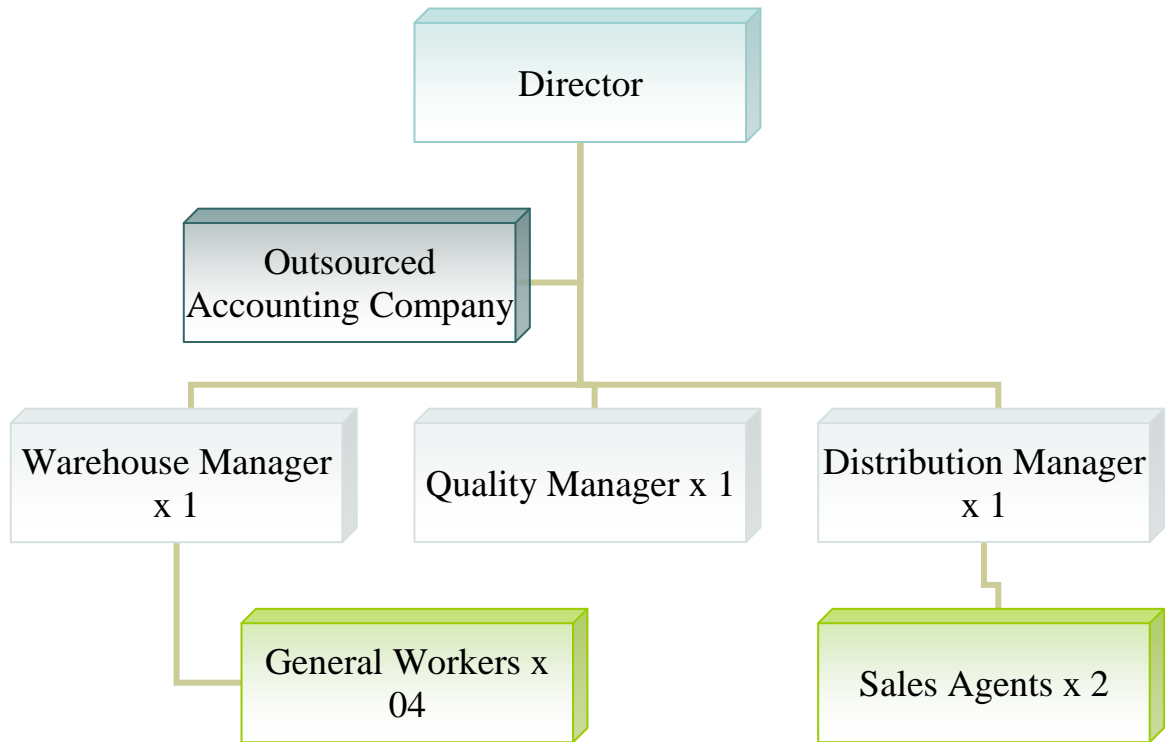 Director
Outsourced
Accounting Company
Warehouse Manager
x 1
Quality Manager x 1
Distribution Manager
x 1
General Workers x
04
Sales Agents x 2